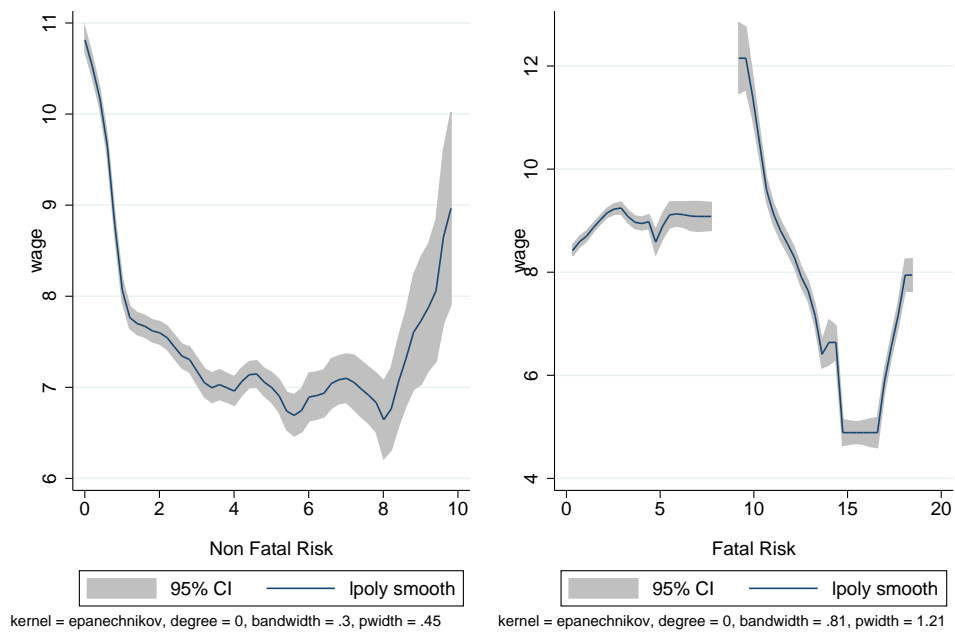 11
10
9
8
7
6
wage
0 2 4 6 8 10
Non Fatal Risk
95% CI lpoly smooth
kernel = epanechnikov, degree = 0, bandwidth = .3, pwidth = .45
12
10
8
6
4
wage
0 5 10 15 20
Fatal Risk
95% CI lpoly smooth
kernel = epanechnikov, degree = 0, bandwidth = .81, pwidth = 1.21